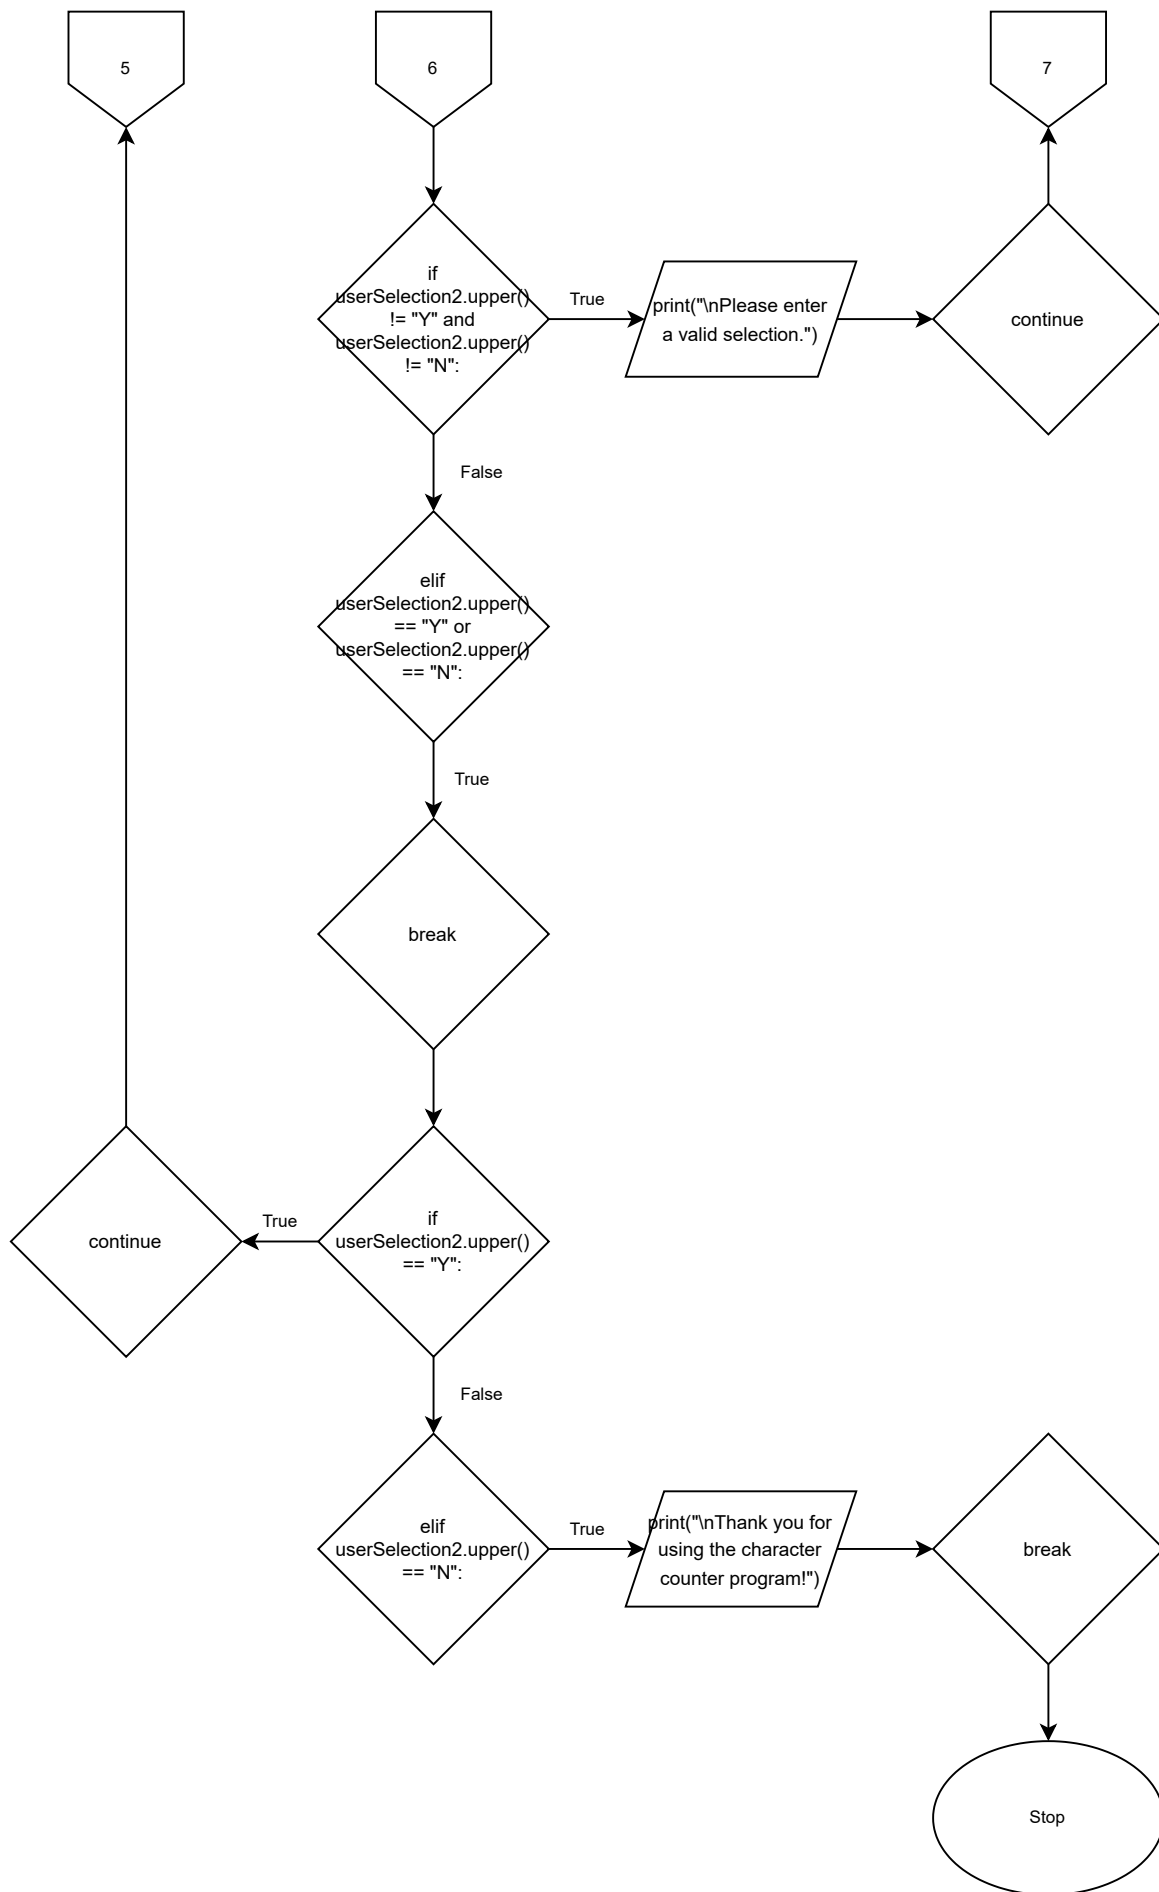 5
6
7
if
userSelection2.upper()
!= "Y" and
userSelection2.upper()
!= "N":
True
print("\nPlease enter
a valid selection.")
continue
False
elif
userSelection2.upper()
== "Y" or
userSelection2.upper()
== "N":
True
break
continue
True
if
userSelection2.upper()
== "Y":
False
elif
userSelection2.upper()
== "N":
True
print("\nThank you for
using the character
counter program!")
break
Stop